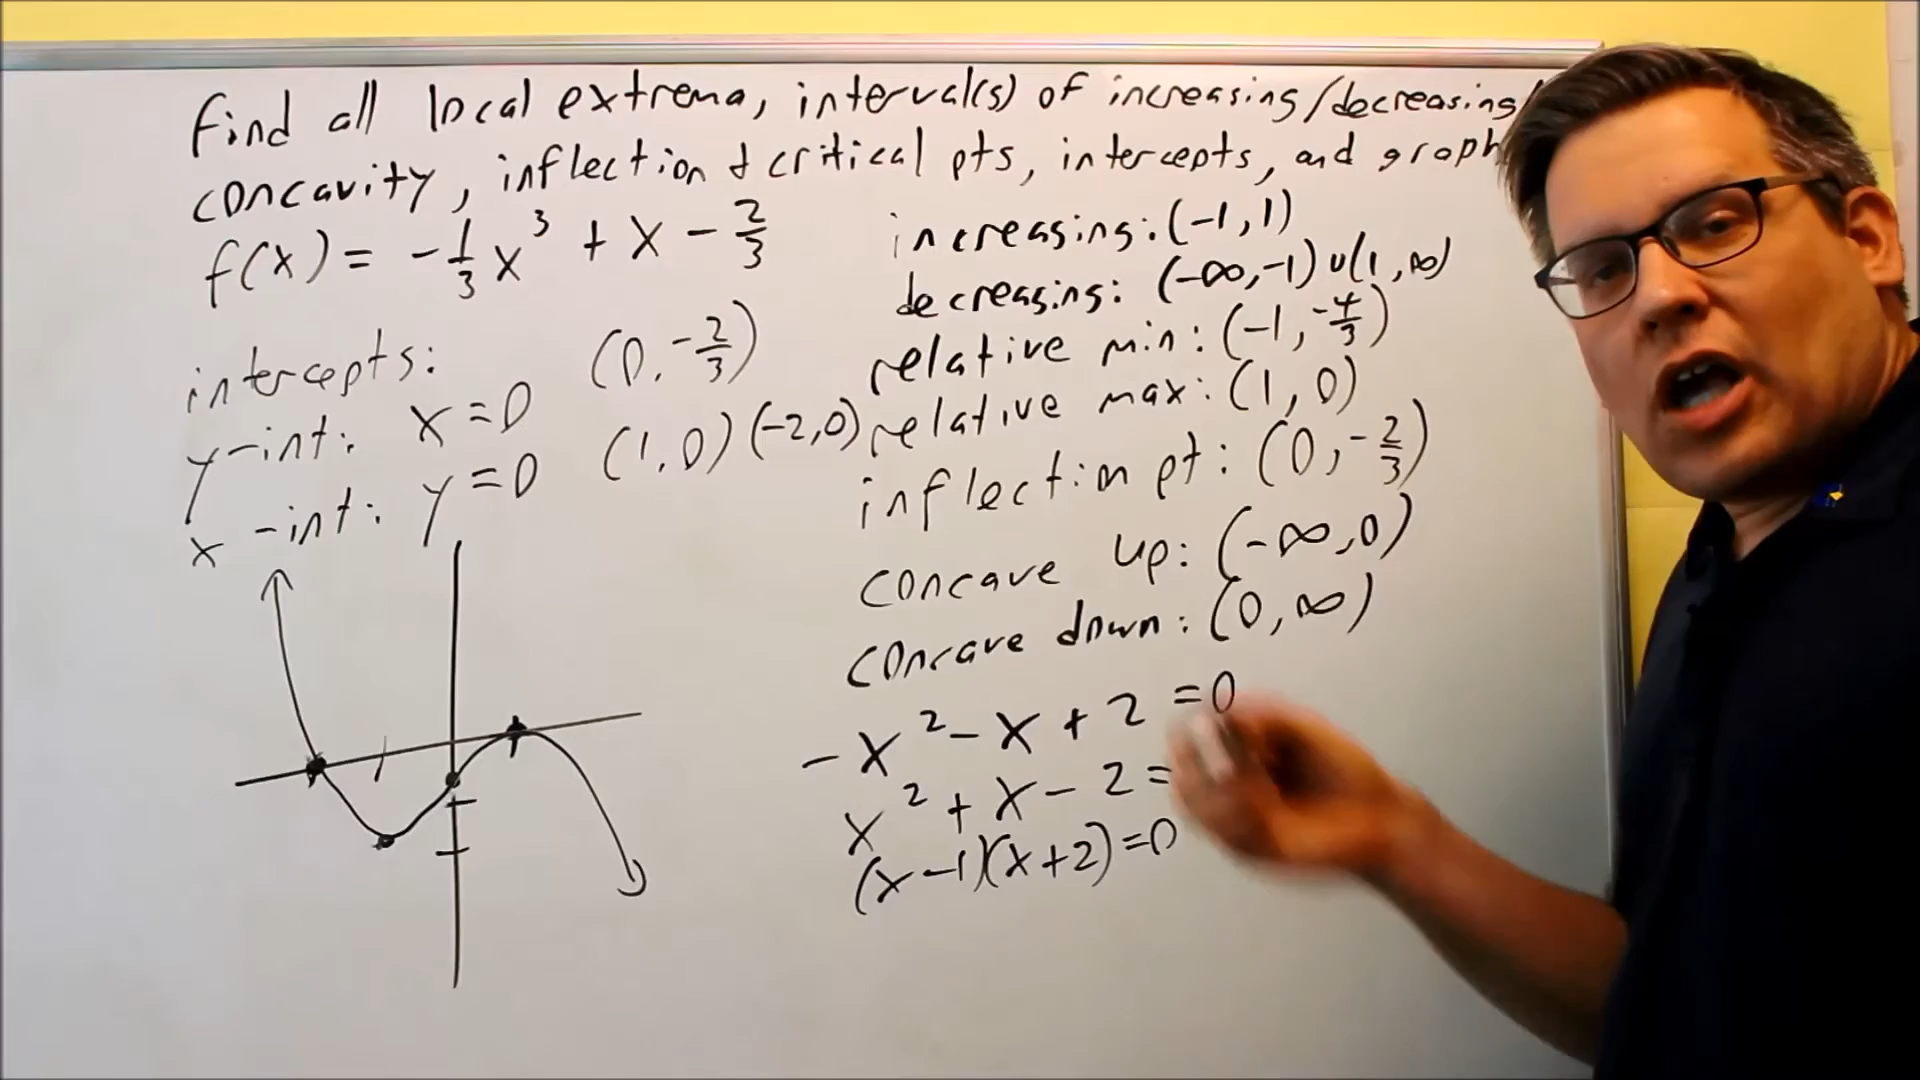 Find all local extrema, interval(s) of increasing/decreasing/
concavity, inflection & critical pts, intercepts, and graph
f(x) = -1/3 x³ + x - 2/3
intercepts:
y-int: x=0 (0, -2/3)
x-int: y=0 (1,0) (-2,0)
increasing: (-1,1)
decreasing: (-∞,-1)∪(1,∞)
relative min: (-1, -4/3)
relative max: (1,0)
inflection pt: (0, -2/3)
concave up: (-∞,0)
concave down: (0,∞)
-x² - x + 2 = 0
x² + x - 2 =
(x-1)(x+2)=0